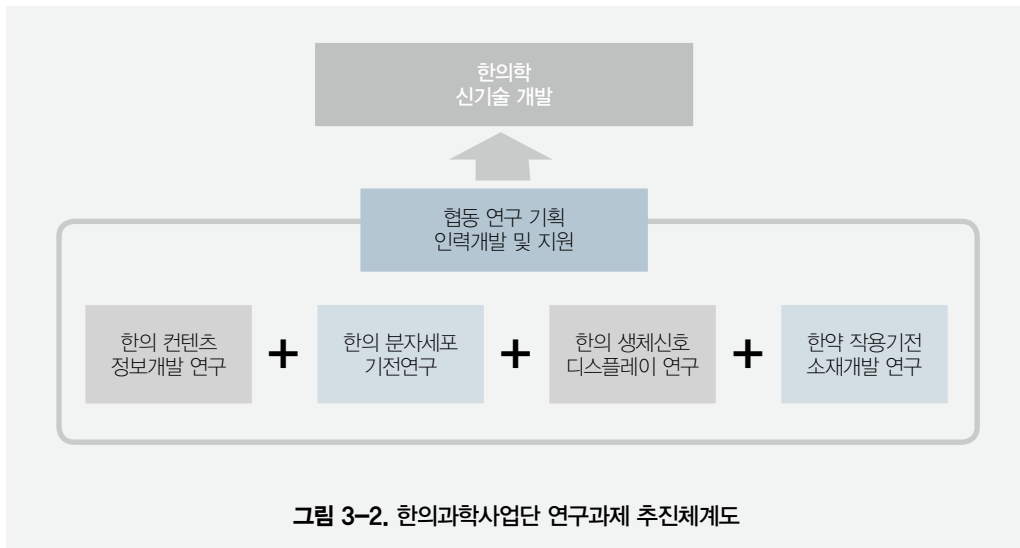 한의학
신기술 개발
협동 연구 기획
인력개발 및 지원
한의 컨텐츠
정보개발 연구
+
한의 분자세포
기전연구
+
한의 생체신호
디스플레이 연구
+
한약 작용기전
소재개발 연구
그림 3-2. 한의과학사업단 연구과제 추진체계도